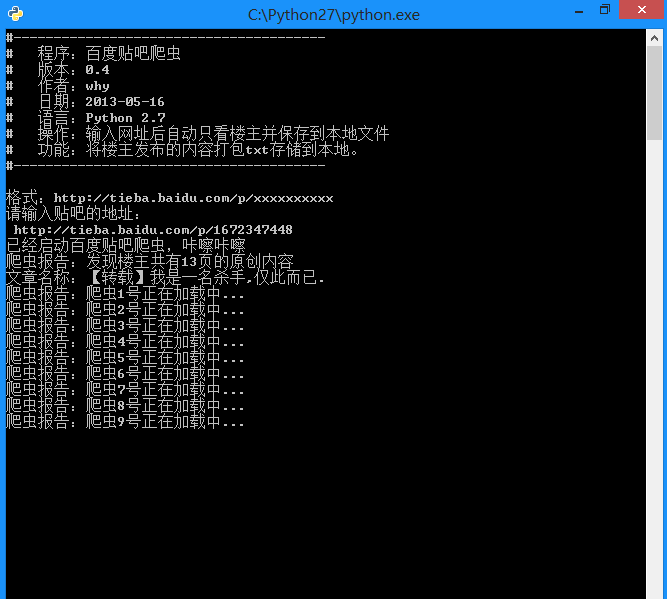 C:\Python27\python.exe
#---------------------------------------
#   程序：百度贴吧爬虫
#   版本：0.4
#   作者：why
#   日期：2013-05-16
#   语言：Python 2.7
#   操作：输入网址后自动只看楼主并保存到本地文件
#   功能：将楼主发布的内容打包txt存储到本地。
#---------------------------------------
格式：http://tieba.baidu.com/p/xxxxxxxxxx
请输入贴吧的地址：
http://tieba.baidu.com/p/1672347448
已经启动百度贴吧爬虫，咔嚓咔嚓
爬虫报告：发现楼主共有13页的原创内容
文章名称：【转载】我是一名杀手,仅此而已.
爬虫报告：爬虫1号正在加载中...
爬虫报告：爬虫2号正在加载中...
爬虫报告：爬虫3号正在加载中...
爬虫报告：爬虫4号正在加载中...
爬虫报告：爬虫5号正在加载中...
爬虫报告：爬虫6号正在加载中...
爬虫报告：爬虫7号正在加载中...
爬虫报告：爬虫8号正在加载中...
爬虫报告：爬虫9号正在加载中...